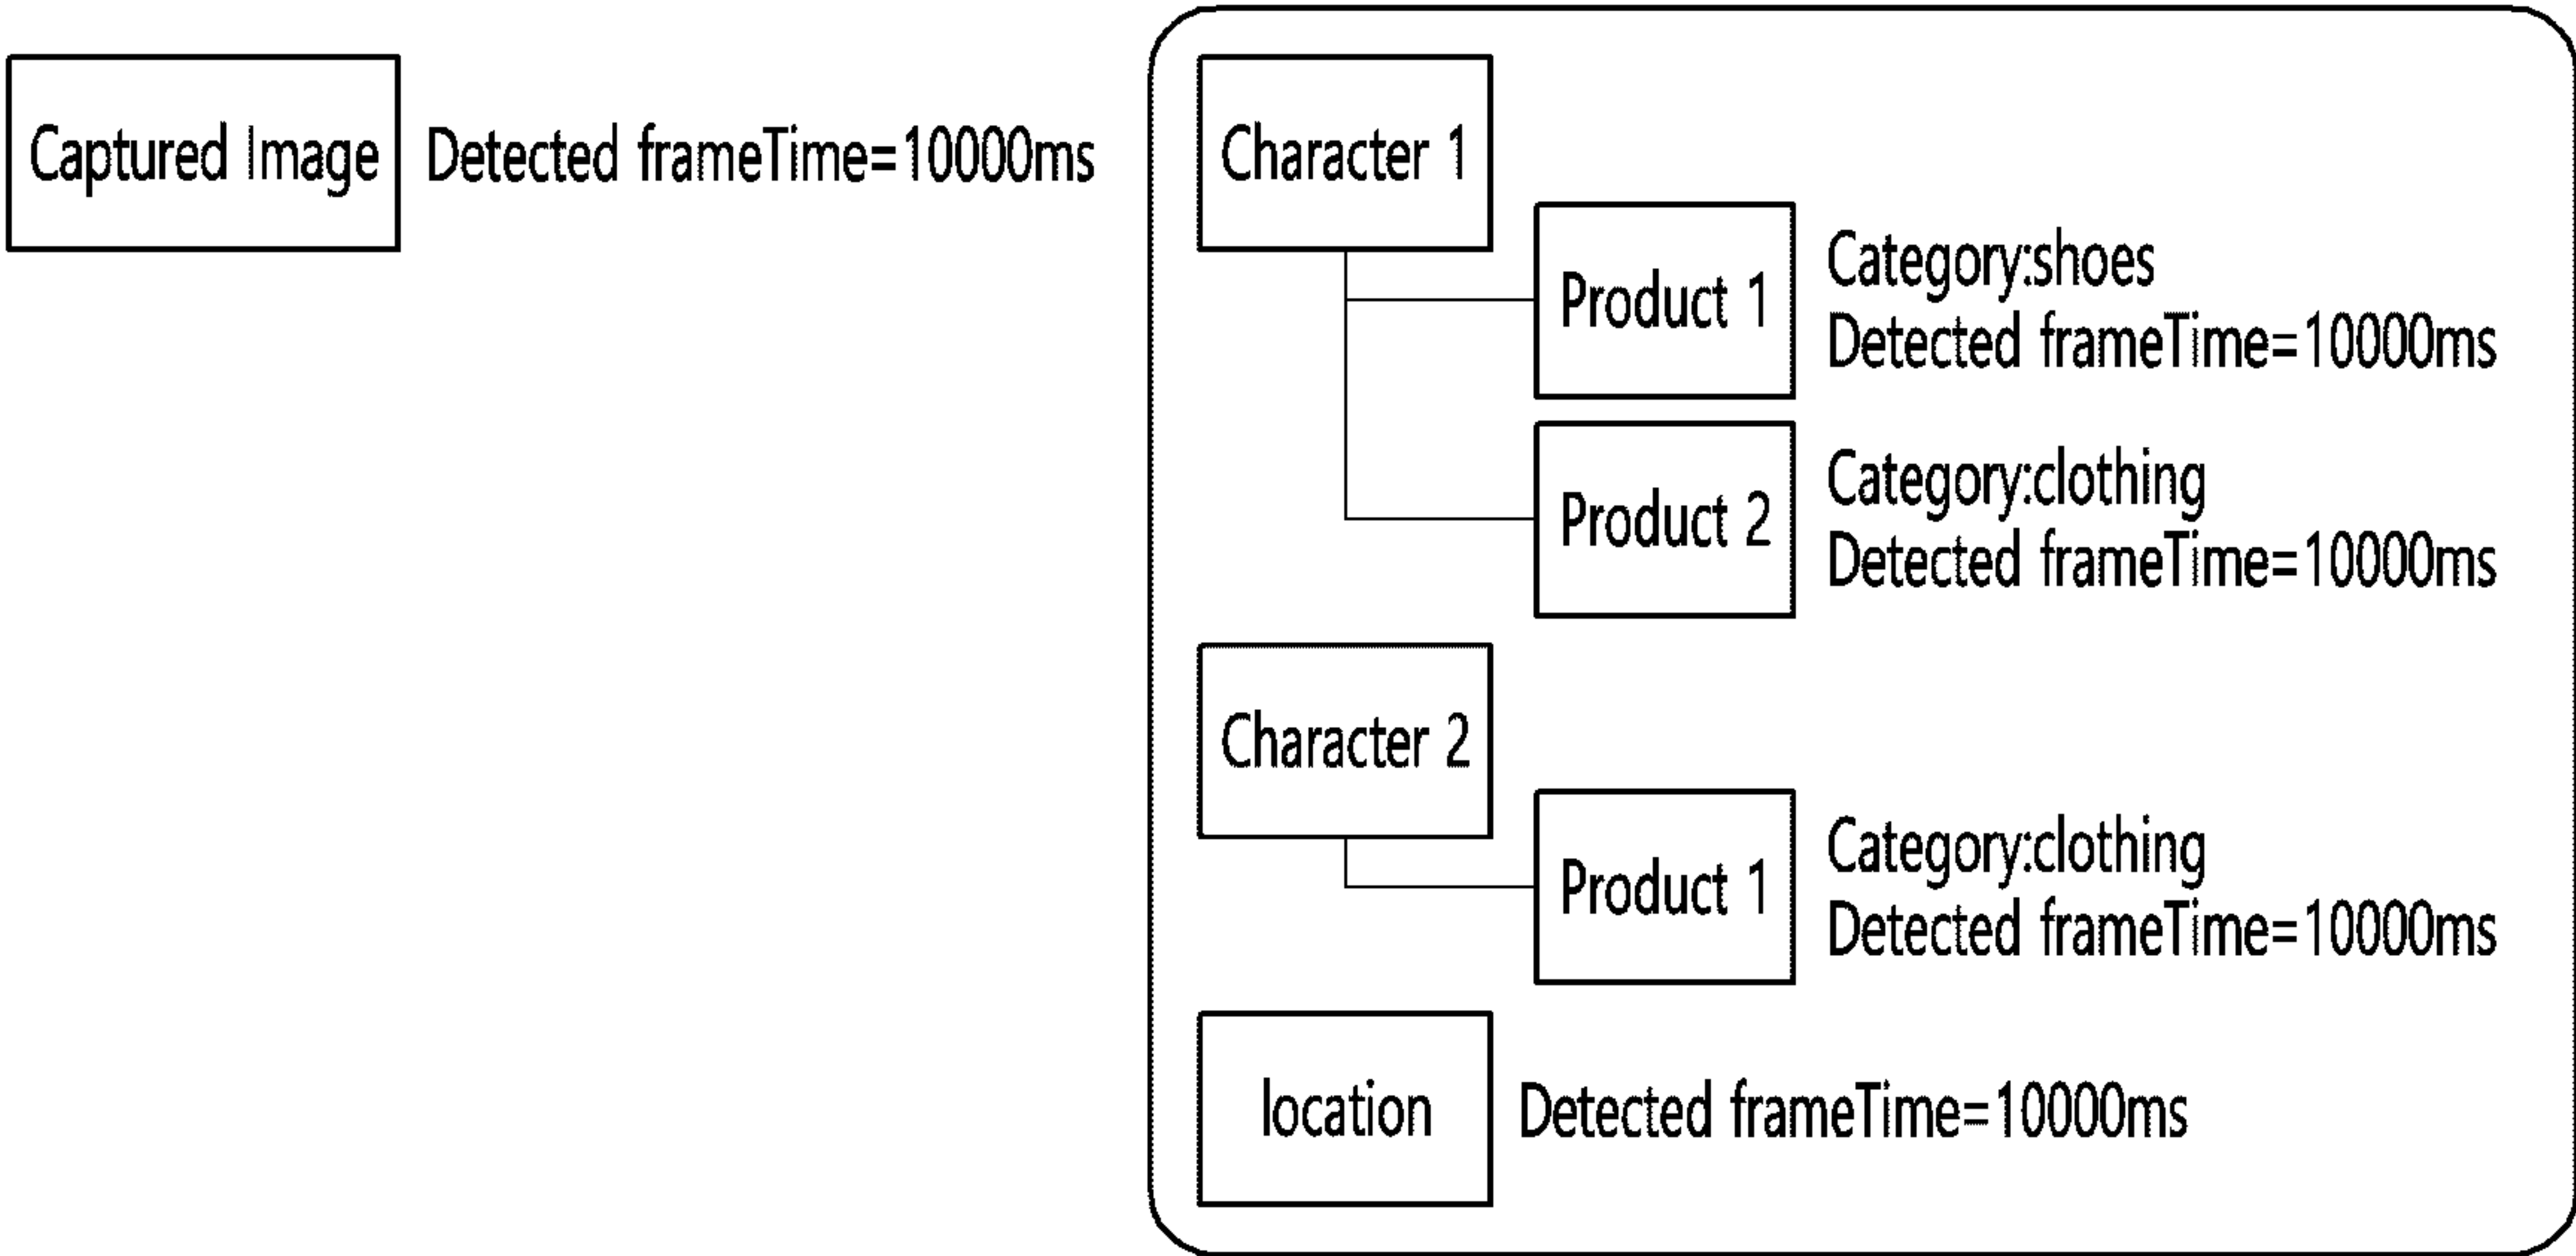 Captured Image
Detected frameTime=10000ms
Character 1
Product 1
Category:shoes
Detected frameTime=10000ms
Product 2
Category:clothing
Detected frameTime=10000ms
Character 2
Product 1
Category:clothing
Detected frameTime=10000ms
location
Detected frameTime=10000ms